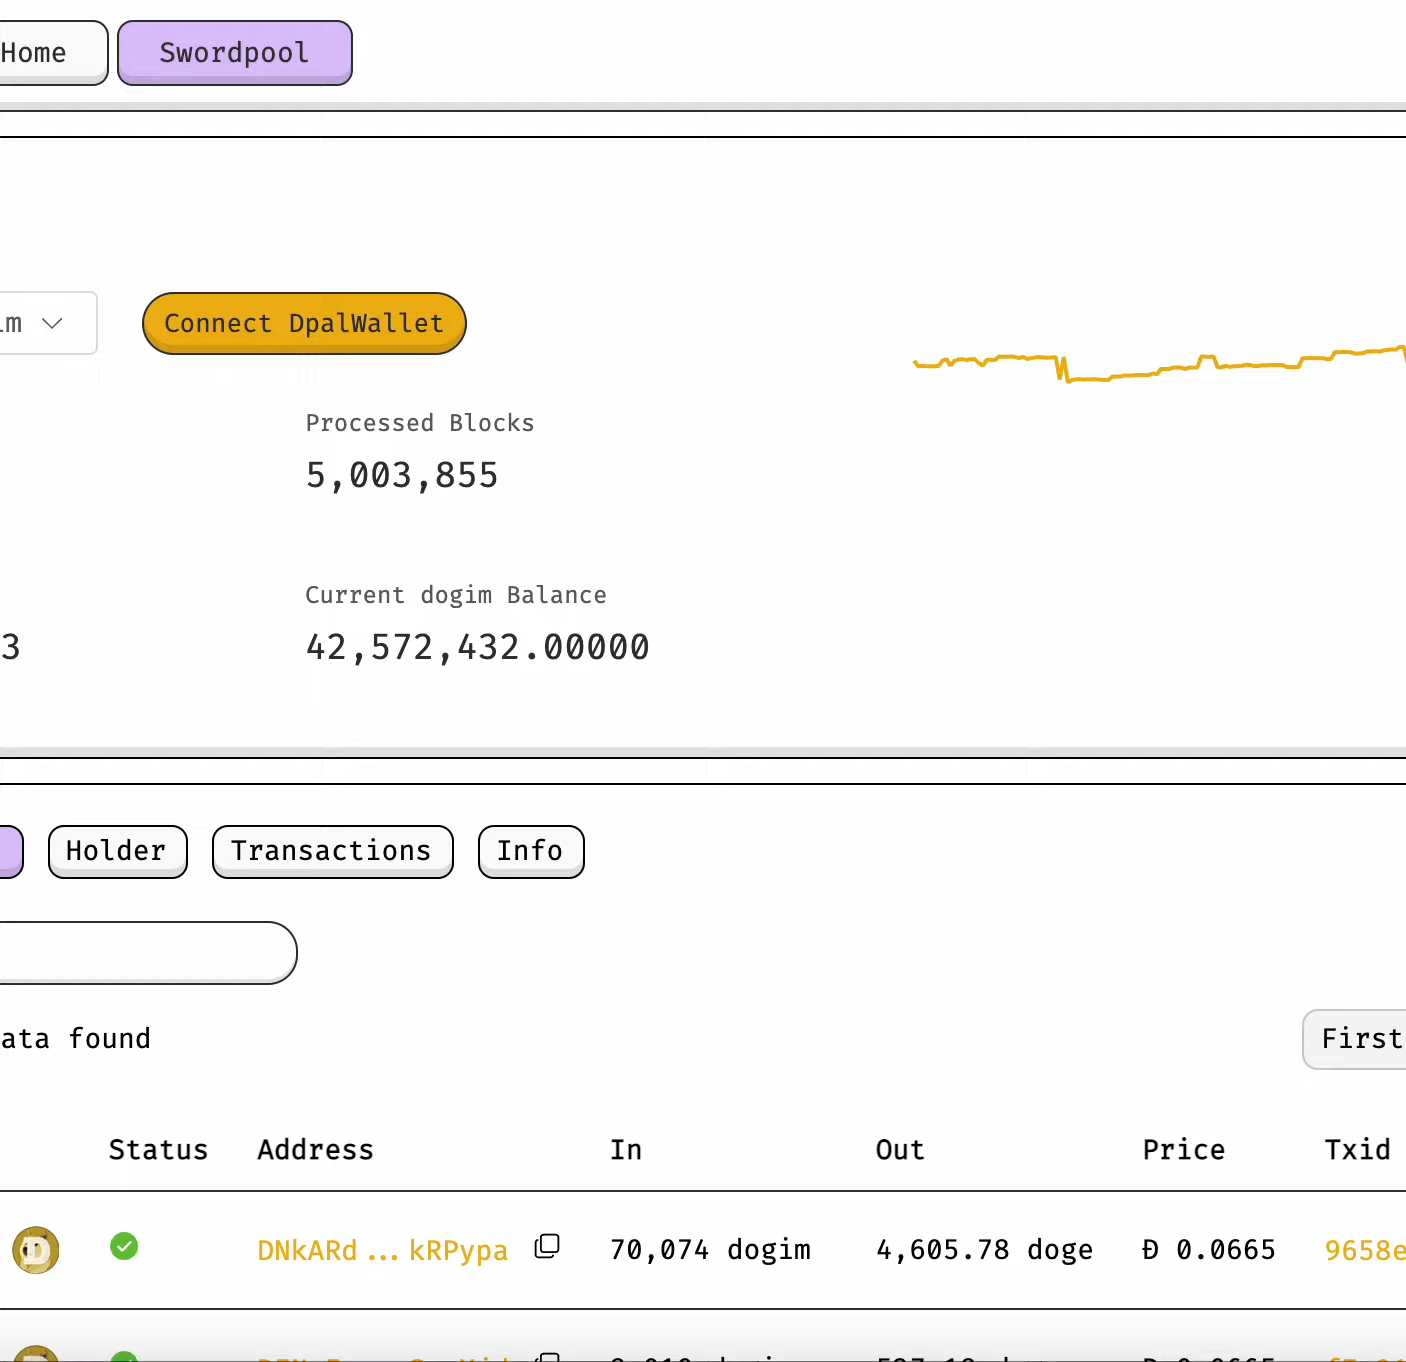 Home Swordpool
Connect DpalWallet
Processed Blocks
5,003,855
Current dogim Balance
3 42,572,432.00000
Holder Transactions Info
found
First
Status Address In Out Price Txid
DNkARd ... kRPypa 70,074 dogim 4,605.78 doge Ð 0.0665 9658e